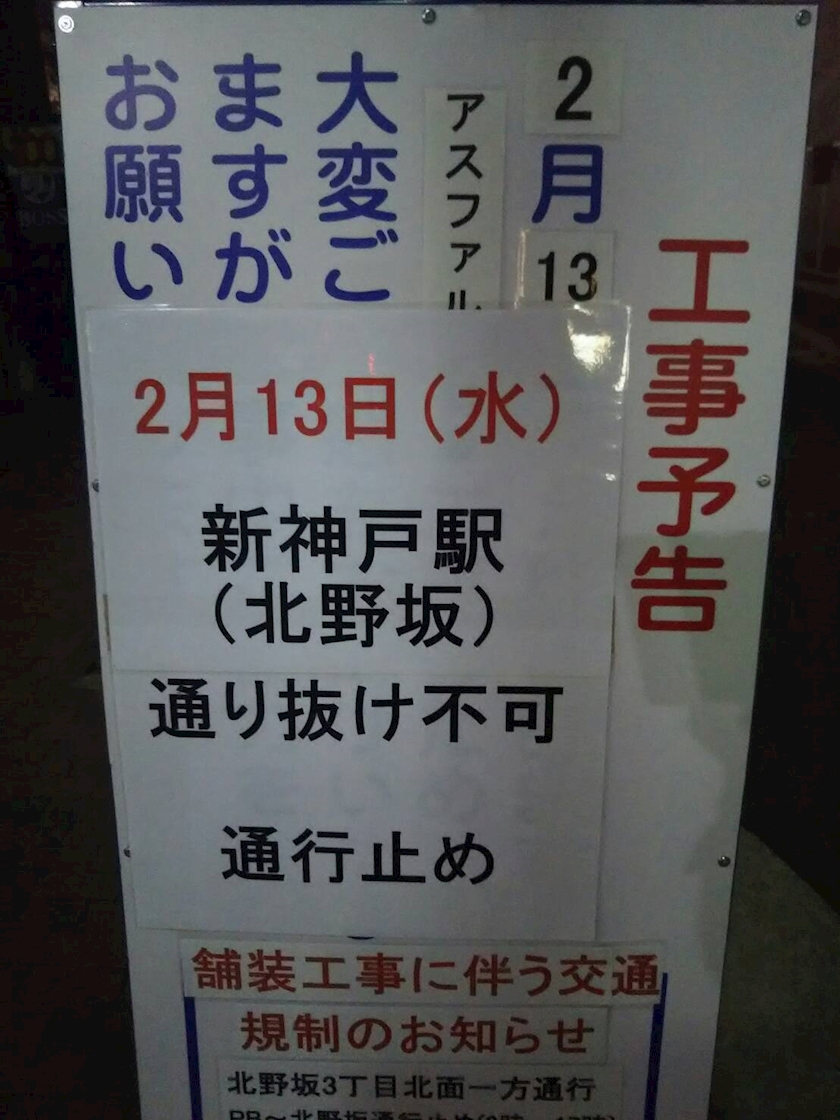 工事予告
2月13
アスファル
大変ご
ますが
お願い
2月13日(水)
新神戸駅
(北野坂)
通り抜け不可
通行止め
舗装工事に伴う交通
規制のお知らせ
北野坂3丁目北面一方通行